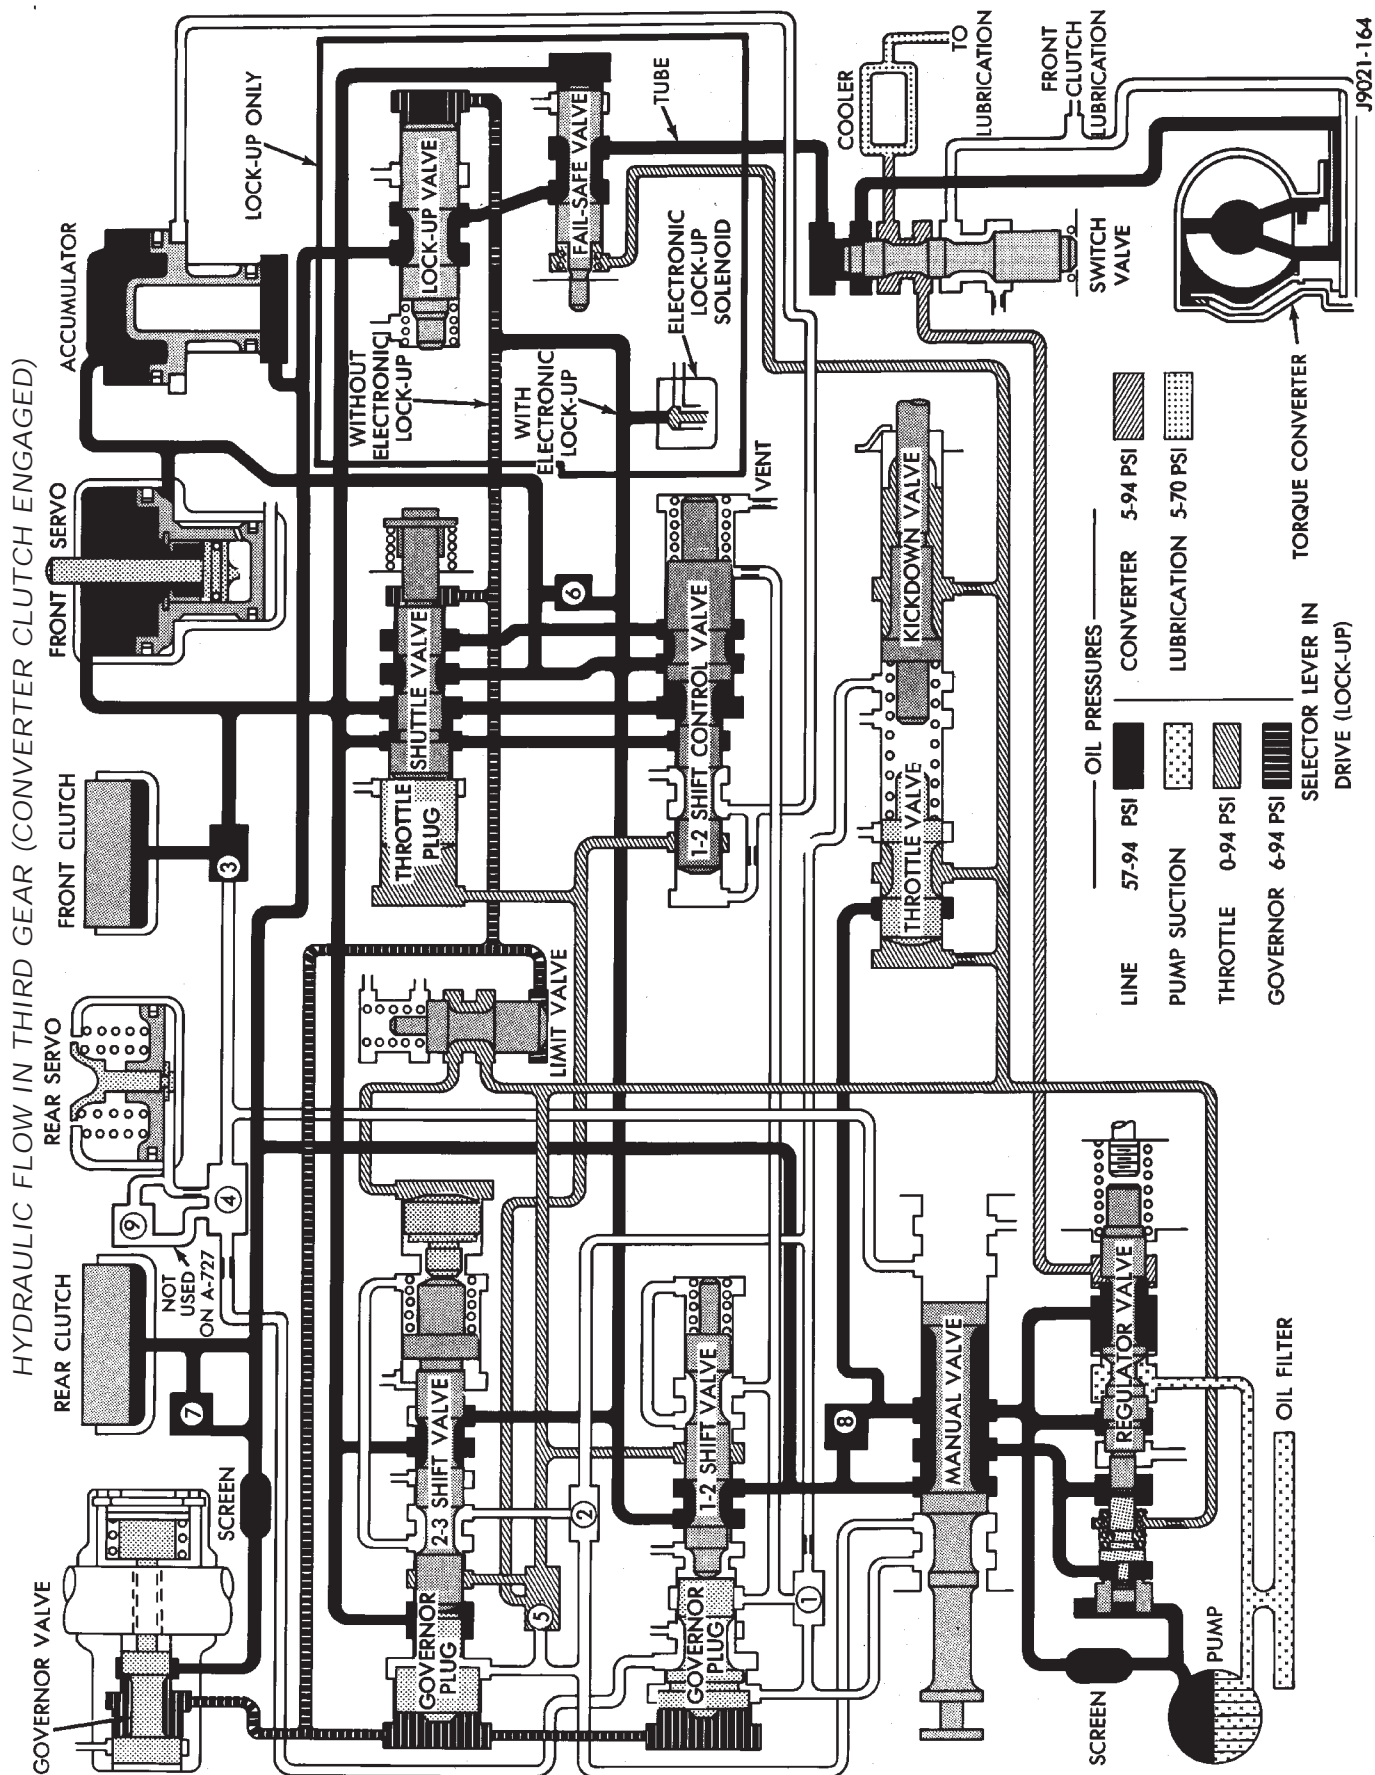 HYDRAULIC FLOW IN THIRD GEAR (CONVERTER CLUTCH ENGAGED)
GOVERNOR VALVE
REAR CLUTCH
REAR SERVO
FRONT CLUTCH
FRONT SERVO
ACCUMULATOR
LOCK-UP ONLY
SCREEN
7
NOT
USED
ON A-727
9
4
3
GOVERNOR
PLUG
2-3 SHIFT VALVE
LIMIT VALVE
THROTTLE
PLUG
SHUTTLE VALVE
WITHOUT
ELECTRONIC
LOCK-UP
LOCK-UP VALVE
FAIL-SAFE VALVE
TUBE
WITH
ELECTRONIC
LOCK-UP
ELECTRONIC
LOCK-UP
SOLENOID
5
2
6
GOVERNOR
PLUG
1-2 SHIFT VALVE
1-2 SHIFT CONTROL VALVE
VENT
1
8
MANUAL VALVE
THROTTLE VALVE
KICKDOWN VALVE
COOLER
TO
LUBRICATION
FRONT
CLUTCH
LUBRICATION
SWITCH
VALVE
SCREEN
PUMP
REGULATOR VALVE
OIL FILTER
OIL PRESSURES
LINE 57-94 PSI
PUMP SUCTION
THROTTLE 0-94 PSI
GOVERNOR 6-94 PSI
CONVERTER 5-94 PSI
LUBRICATION 5-70 PSI
SELECTOR LEVER IN
DRIVE (LOCK-UP)
TORQUE CONVERTER
J9021-164